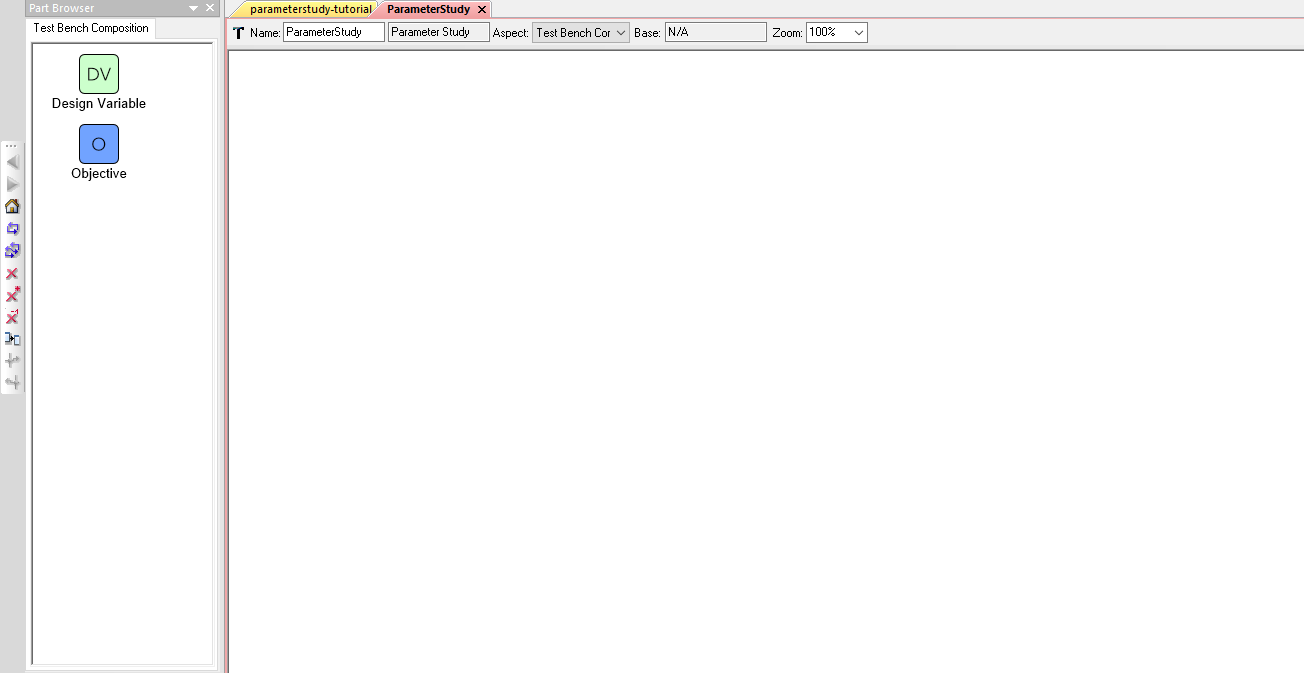 Part Browser
Test Bench Composition
DV
Design Variable
O
Objective
parameterstudy-tutorial
ParameterStudy
Name: ParameterStudy Parameter Study Aspect: Test Bench Cor Base: N/A Zoom: 100%